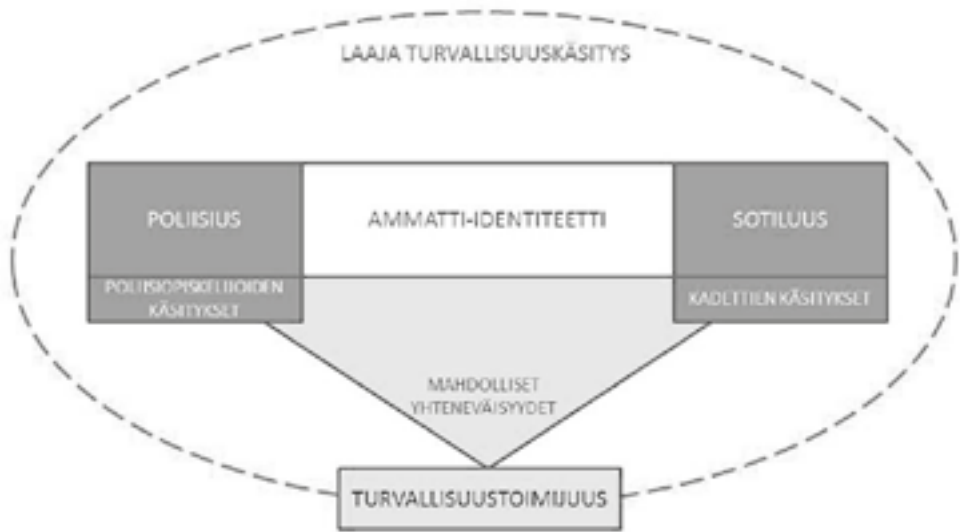 LAAJA TURVALLISUUSKÄSITYS
POLIISIUS
AMMATTI-IDENTITEETTI
SOTILUUS
POLIISIOPISKELIJOIDEN
KÄSITYKSET
KADETTIEN KÄSITYKSET
MAHDOLLISET
YHTENEVÄISYYDET
TURVALLISUUSTOIMIJUUS